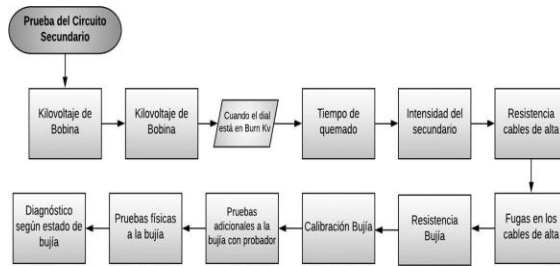 Prueba del Circuito
Secundario
Kilovoltaje de
Bobina
Kilovoltaje de
Bobina
Cuando el dial
está en Burn Kv
Tiempo de
quemado
Intensidad del
secundario
Resistencia
cables de alta
Fugas en los
cables de alta
Resistencia
Bujía
Calibración Bujía
Pruebas
adicionales a la
bujía con probador
Pruebas físicas
a la bujía
Diagnóstico
según estado de
bujía